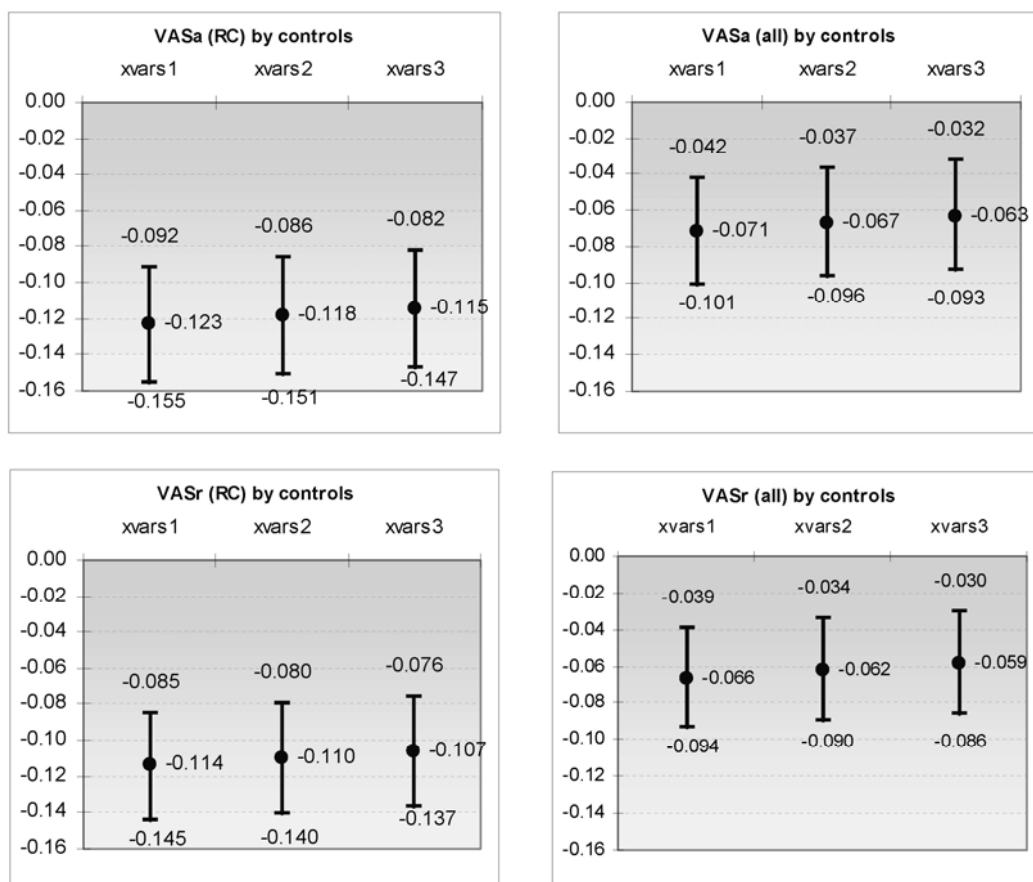 VASa (RC) by controls
xvars1 xvars2 xvars3
0.00
-0.02
-0.04
-0.06
-0.08
-0.10
-0.12
-0.14
-0.16
-0.092 -0.086 -0.082
-0.123 -0.118 -0.115
-0.155 -0.151 -0.147
VASa (all) by controls
xvars1 xvars2 xvars3
0.00
-0.02
-0.04
-0.06
-0.08
-0.10
-0.12
-0.14
-0.16
-0.042 -0.037 -0.032
-0.071 -0.067 -0.063
-0.101 -0.096 -0.093
VASr (RC) by controls
xvars1 xvars2 xvars3
0.00
-0.02
-0.04
-0.06
-0.08
-0.10
-0.12
-0.14
-0.16
-0.085 -0.080 -0.076
-0.114 -0.110 -0.107
-0.145 -0.140 -0.137
VASr (all) by controls
xvars1 xvars2 xvars3
0.00
-0.02
-0.04
-0.06
-0.08
-0.10
-0.12
-0.14
-0.16
-0.039 -0.034 -0.030
-0.066 -0.062 -0.059
-0.094 -0.090 -0.086